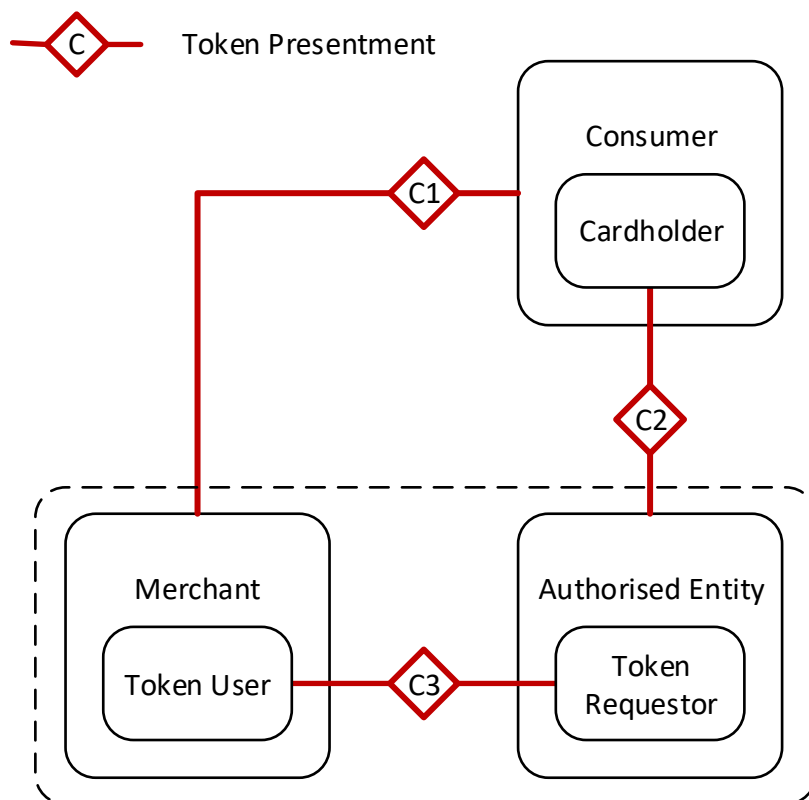 C Token Presentment
Consumer
C1
Cardholder
C2
Merchant
Authorised Entity
Token User
C3
Token
Requestor